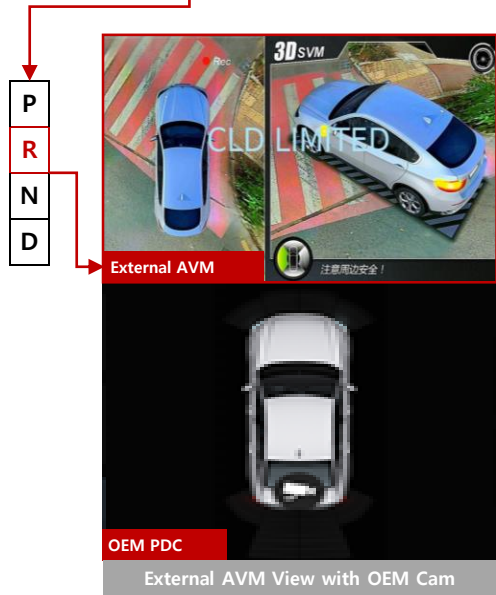 Rec
3D SVM
CLD LIMITED
P
R
N
D
External AVM
注意周边安全！
OEM PDC
External AVM View with OEM Cam